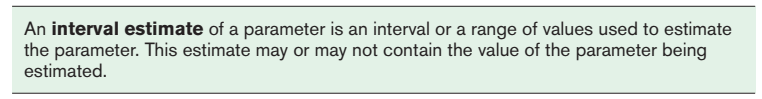 An interval estimate of a parameter is an interval or a range of values used to estimate
the parameter. This estimate may or may not contain the value of the parameter being
estimated.